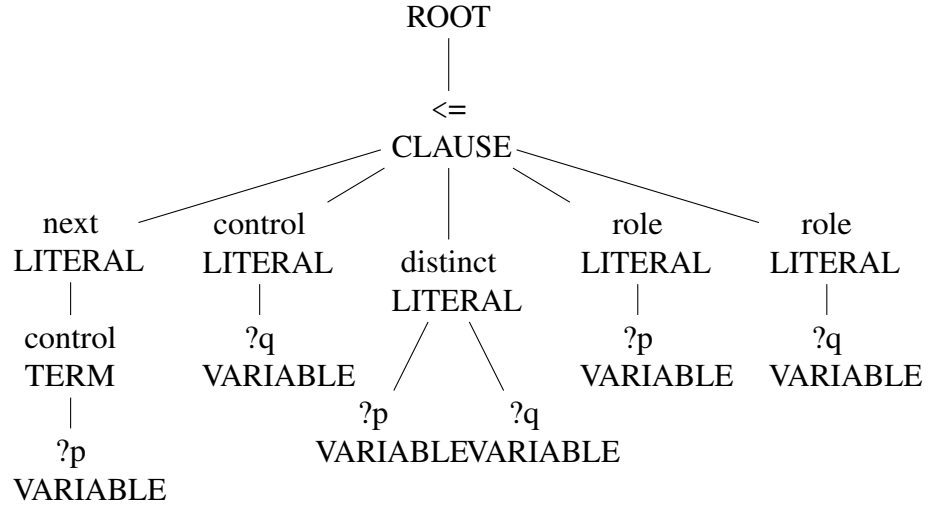 ROOT
<=
CLAUSE
next
LITERAL
control
LITERAL
distinct
LITERAL
role
LITERAL
role
LITERAL
control
TERM
?q
VARIABLE
?p
VARIABLE
?q
VARIABLE
?p
VARIABLE
?q
VARIABLE
?p
VARIABLE